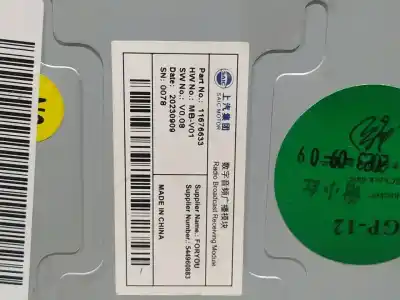 SAIC
上汽集团
SAIC MOTOR
数字音频广播模块
Radio Broadcast Receiving Module
Part No.: 11676633
HW No.: MB-V01
SW No.: V0.08
Date: 20230909
SN: 0078
Supplier Name: FORYOU
Supplier Number: 544960883
MADE IN CHINA
GP-12